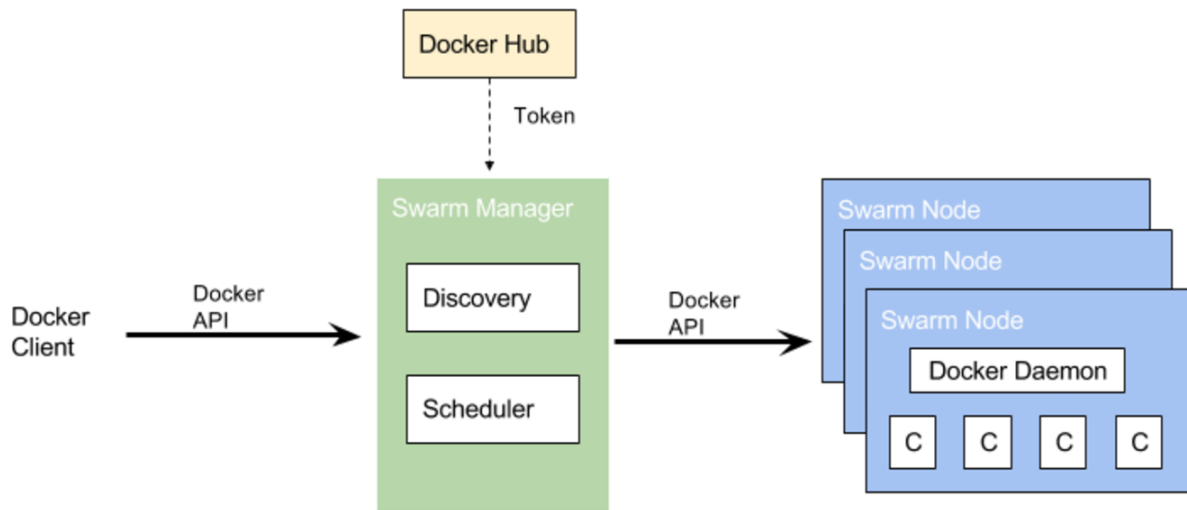 Docker Hub
Token
Swarm Manager
Discovery
Scheduler
Docker
Client
Docker
API
Docker
API
Swarm Node
Swarm Node
Swarm Node
Docker Daemon
C C C C